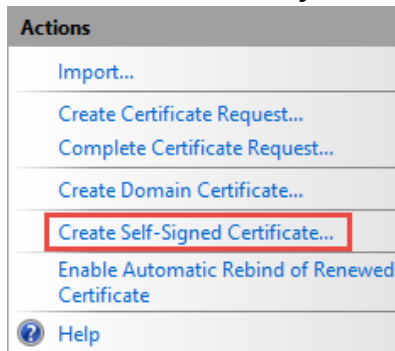 Actions
Import...
Create Certificate Request...
Complete Certificate Request...
Create Domain Certificate...
Create Self-Signed Certificate...
Enable Automatic Rebind of Renewed
Certificate
Help